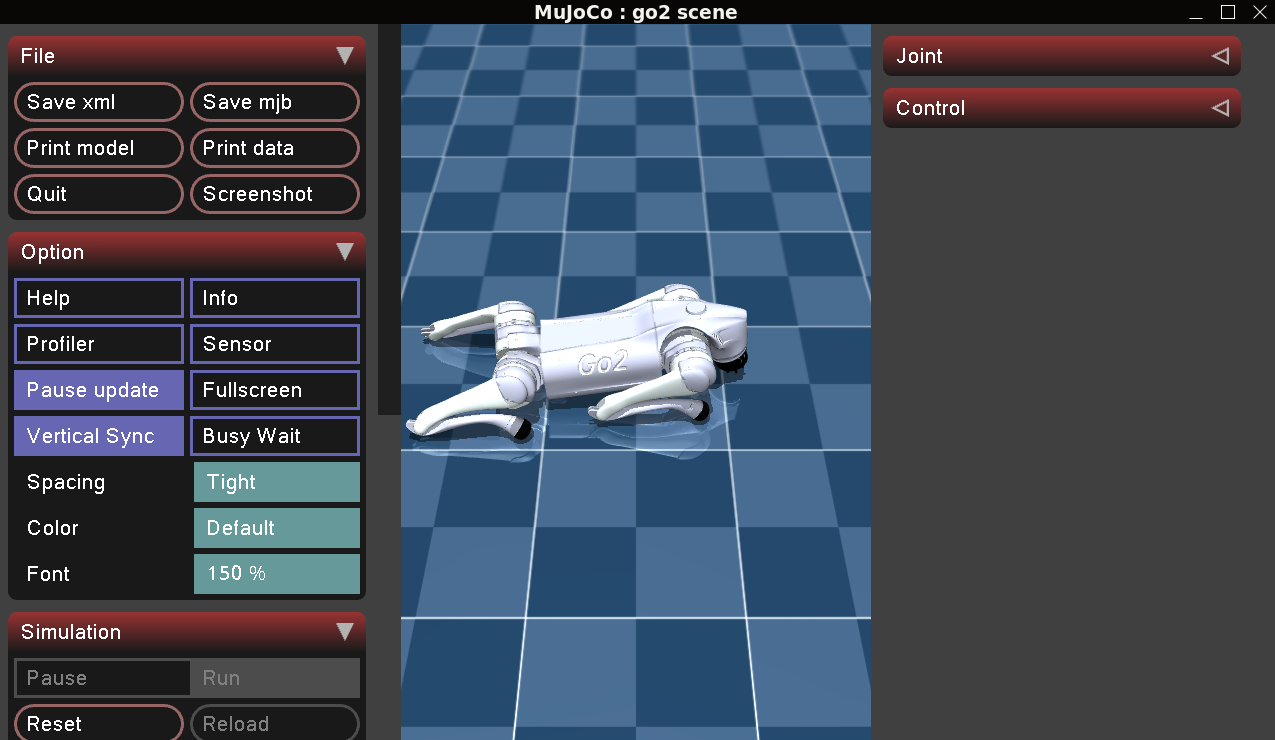 MuJoCo : go2 scene
File
Save xml Save mjb
Print model Print data
Quit Screenshot
Option
Help Info
Profiler Sensor
Pause update Fullscreen
Vertical Sync Busy Wait
Spacing Tight
Color Default
Font 150 %
Simulation
Pause Run
Reset Reload
Go2
Joint
Control